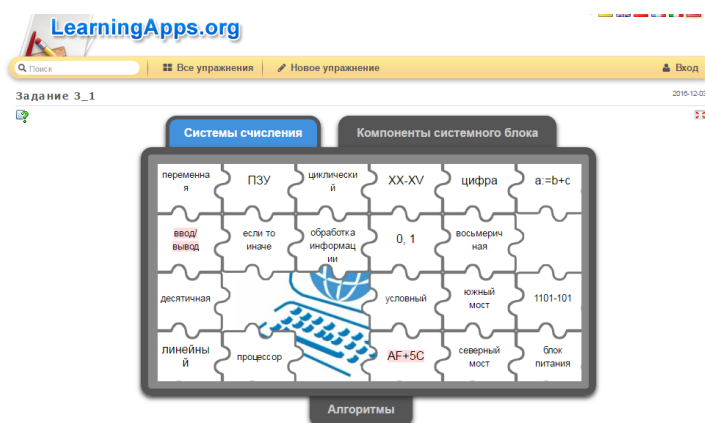 LearningApps.org
Поиск
Все упражнения
Новое упражнение
Вход
Задание 3_1
2016-12-03
Системы счисления
Компоненты системного блока
переменна
я
ПЗУ
циклически
й
XX-XV
цифра
a:=b+c
ввод/
вывод
если то
иначе
обработка
информац
ии
0, 1
восьмерич
ная
десятичная
условный
южный
мост
1101-101
линейны
й
процессор
AF+5C
северный
мост
блок
питания
Алгоритмы